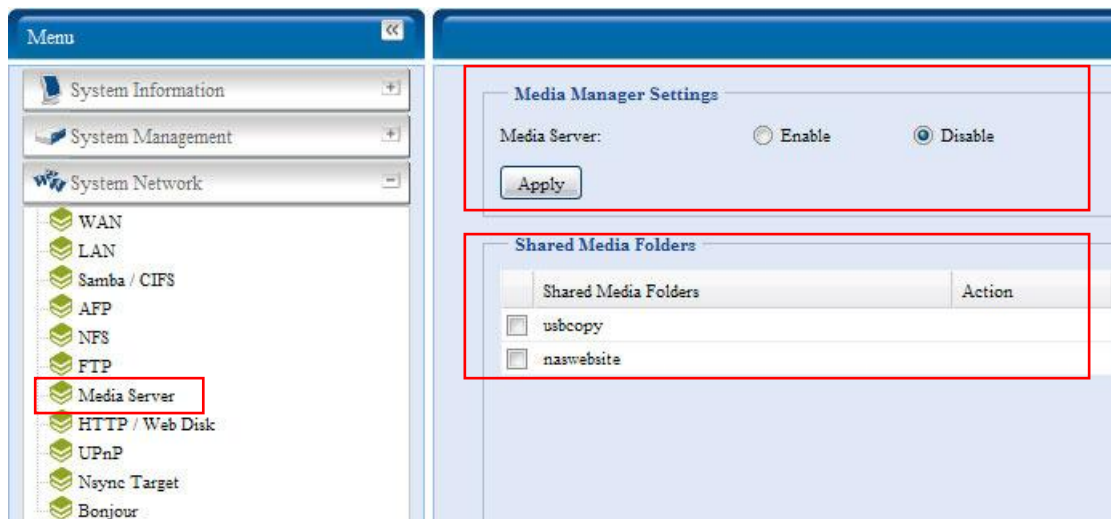 Menu
System Information
System Management
System Network
WAN
LAN
Samba / CIFS
AFP
NFS
FTP
Media Server
HTTP / Web Disk
UPnP
Nsync Target
Bonjour
Media Manager Settings
Media Server: Enable Disable
Apply
Shared Media Folders
Shared Media Folders Action
usbcopy
naswebsite